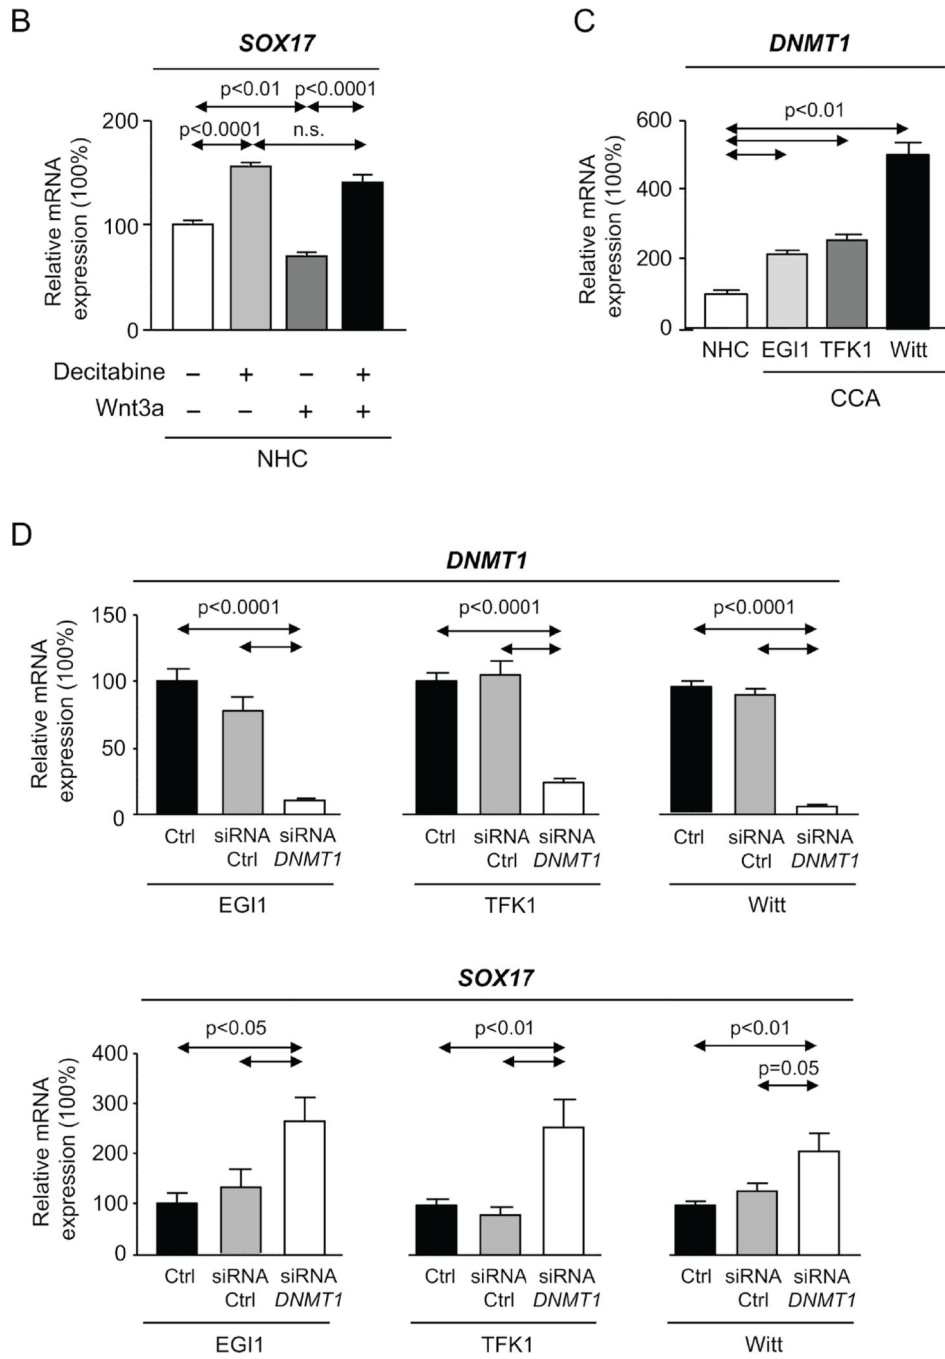 B
SOX17
p<0.01 p<0.0001
p<0.0001 n.s.
Relative mRNA
expression (100%)
200
100
0
Decitabine – + – +
Wnt3a – – + +
NHC
C
DNMT1
p<0.01
Relative mRNA
expression (100%)
600
400
200
0
NHC EGI1 TFK1 Witt
CCA
D
DNMT1
p<0.0001 p<0.0001 p<0.0001
Relative mRNA
expression (100%)
150
100
50
0
Ctrl siRNA Ctrl siRNA DNMT1
EGI1
Ctrl siRNA Ctrl siRNA DNMT1
TFK1
Ctrl siRNA Ctrl siRNA DNMT1
Witt
SOX17
p<0.05 p<0.01 p<0.01
p=0.05
Relative mRNA
expression (100%)
400
300
200
100
0
Ctrl siRNA Ctrl siRNA DNMT1
EGI1
Ctrl siRNA Ctrl siRNA DNMT1
TFK1
Ctrl siRNA Ctrl siRNA DNMT1
Witt